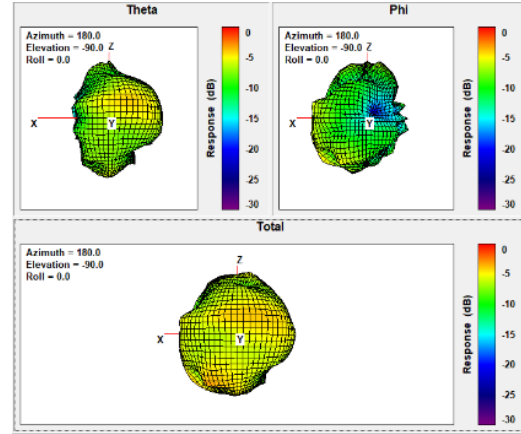 Theta
Azimuth = 180.0
Elevation = -90.0
Roll = 0.0
Z
X
Y
0
-5
-10
-15
-20
-25
-30
Response (dB)
Phi
Azimuth = 180.0
Elevation = -90.0
Roll = 0.0
Z
X
Y
0
-5
-10
-15
-20
-25
-30
Response (dB)
Total
Azimuth = 180.0
Elevation = -90.0
Roll = 0.0
Z
X
Y
0
-5
-10
-15
-20
-25
-30
Response (dB)